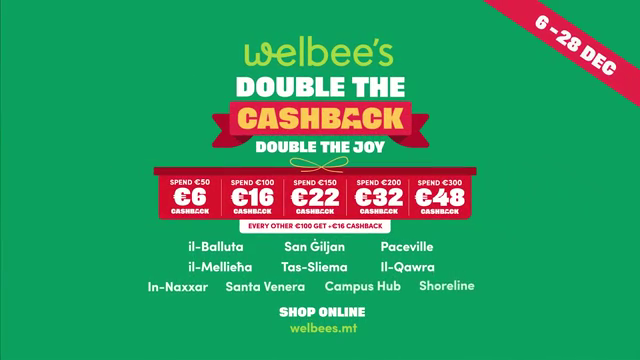 6 - 28 DEC
welbee's
DOUBLE THE
CASHBACK
DOUBLE THE JOY
SPEND €50 SPEND €100 SPEND €150 SPEND €200 SPEND €300
€6 €16 €22 €32 €48
CASHBACK CASHBACK CASHBACK CASHBACK CASHBACK
EVERY OTHER €100 GET +€16 CASHBACK
il-Balluta San Ġiljan Paceville
il-Mellieħa Tas-Sliema Il-Qawra
In-Naxxar Santa Venera Campus Hub Shoreline
SHOP ONLINE
welbees.mt